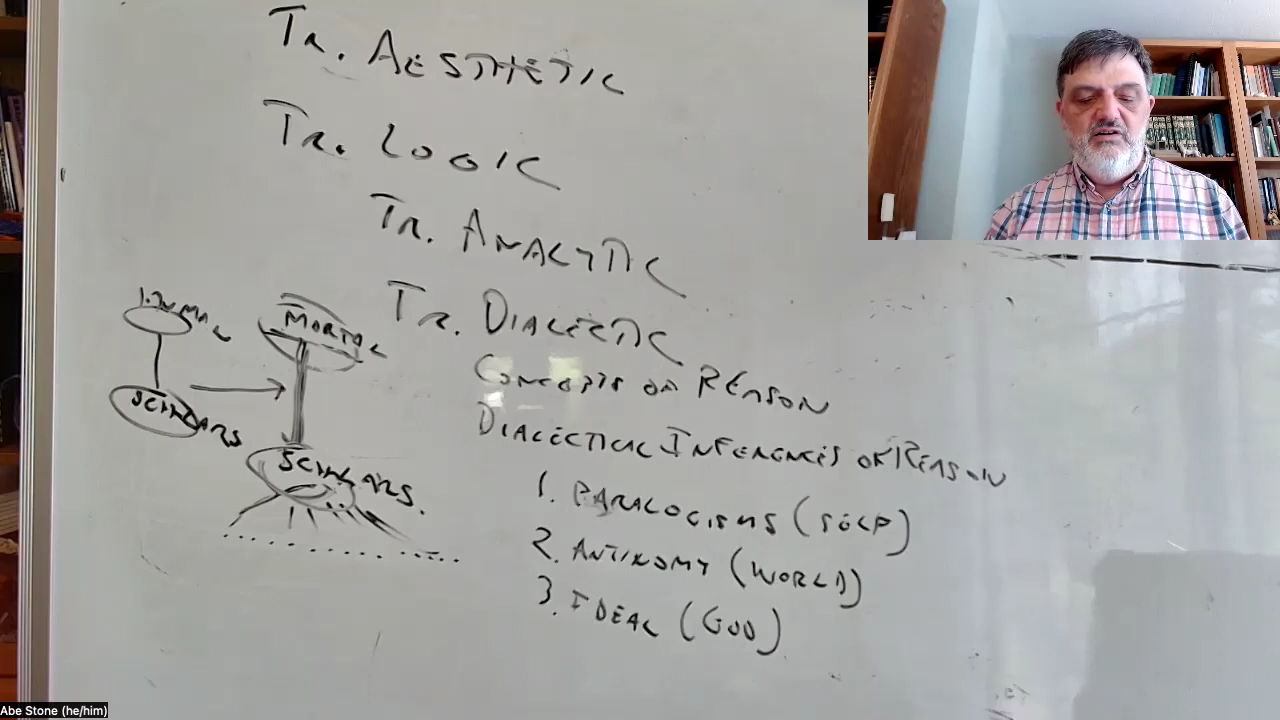 Tr. AESTHETIC
Tr. LOGIC
Tr. ANALYTIC
Tr. DIALECTIC
CONCEPTS OF REASON
DIALECTICAL INFERENCES OF REASON
1. PARALOGISMS (SELF)
2. ANTINOMY (WORLD)
3. IDEAL (GOD)
MORTAL
SCHOLARS
SCHOLARS.
Abe Stone (he/him)